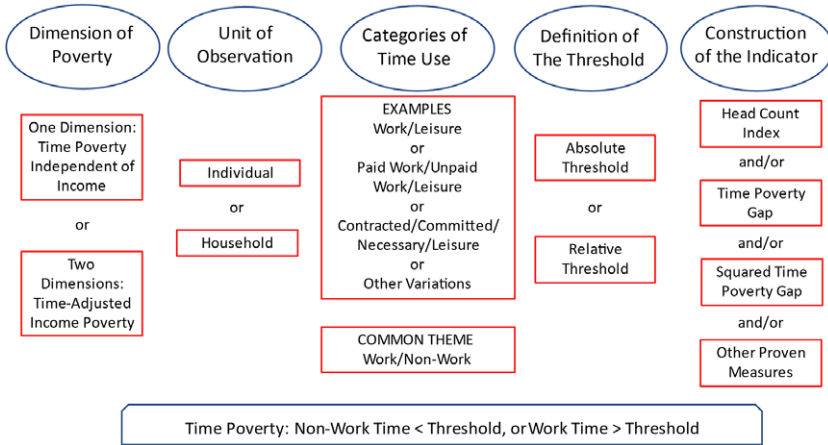 Dimension of
Poverty
Unit of
Observation
Categories of
Time Use
Definition of
The Threshold
Construction
of the Indicator
One Dimension:
Time Poverty
Independent of
Income
or
Two
Dimensions:
Time-Adjusted
Income Poverty
Individual
or
Household
EXAMPLES
Work/Leisure
or
Paid Work/Unpaid
Work/Leisure
or
Contracted/Committed/
Necessary/Leisure
or
Other Variations
COMMON THEME
Work/Non-Work
Absolute
Threshold
or
Relative
Threshold
Head Count
Index
and/or
Time Poverty
Gap
and/or
Squared Time
Poverty Gap
and/or
Other Proven
Measures
Time Poverty: Non-Work Time < Threshold, or Work Time > Threshold